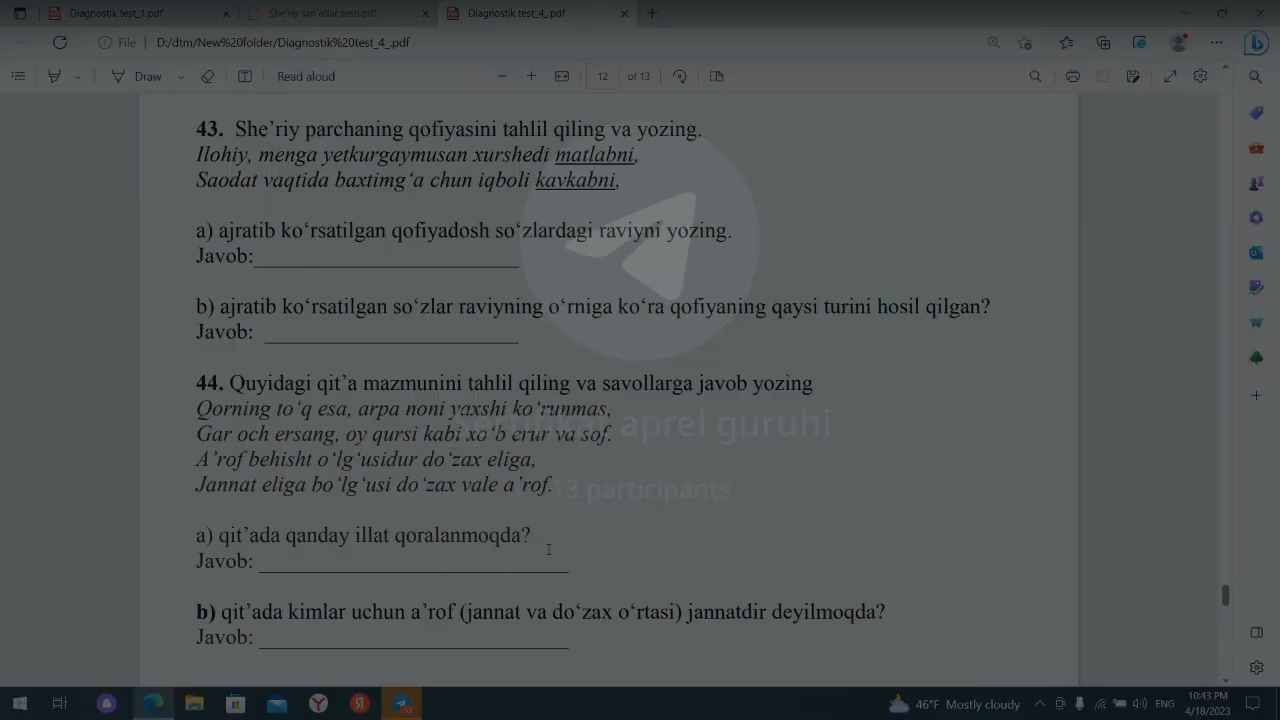 Diagnostik test_1.pdf
She'riy san'atlar testi.pdf
Diagnostik test_4_.pdf
File
D:/dtm/New%20folder/Diagnostik%20test_4_.pdf
Draw
Read aloud
12 of 13
43. She’riy parchaning qofiyasini tahlil qiling va yozing.
Ilohiy, menga yetkurgaymusan xurshedi matlabni,
Saodat vaqtida baxtimg‘a chun iqboli kavkabni,
a) ajratib ko‘rsatilgan qofiyadosh so‘zlardagi raviyni yozing.
Javob:
b) ajratib ko‘rsatilgan so‘zlar raviyning o‘rniga ko‘ra qofiyaning qaysi turini hosil qilgan?
Javob:
44. Quyidagi qit’a mazmunini tahlil qiling va savollarga javob yozing
Qorning to‘q esa, arpa noni yaxshi ko‘runmas,
Gar och ersang, oy qursi kabi xo‘b erur va sof.
aprel guruhi
A’rof behisht o‘lg‘usidur do‘zax eliga,
Jannat eliga bo‘lg‘usi do‘zax vale a’rof.
13 participants
a) qit’ada qanday illat qoralanmoqda?
Javob:
b) qit’ada kimlar uchun a’rof (jannat va do‘zax o‘rtasi) jannatdir deyilmoqda?
Javob:
46°F Mostly cloudy
ENG
10:43 PM
4/18/2023